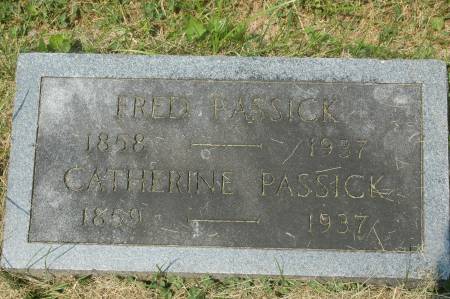 FRED PASSICK
1858 — 1937
CATHERINE PASSICK
1859 — 1937